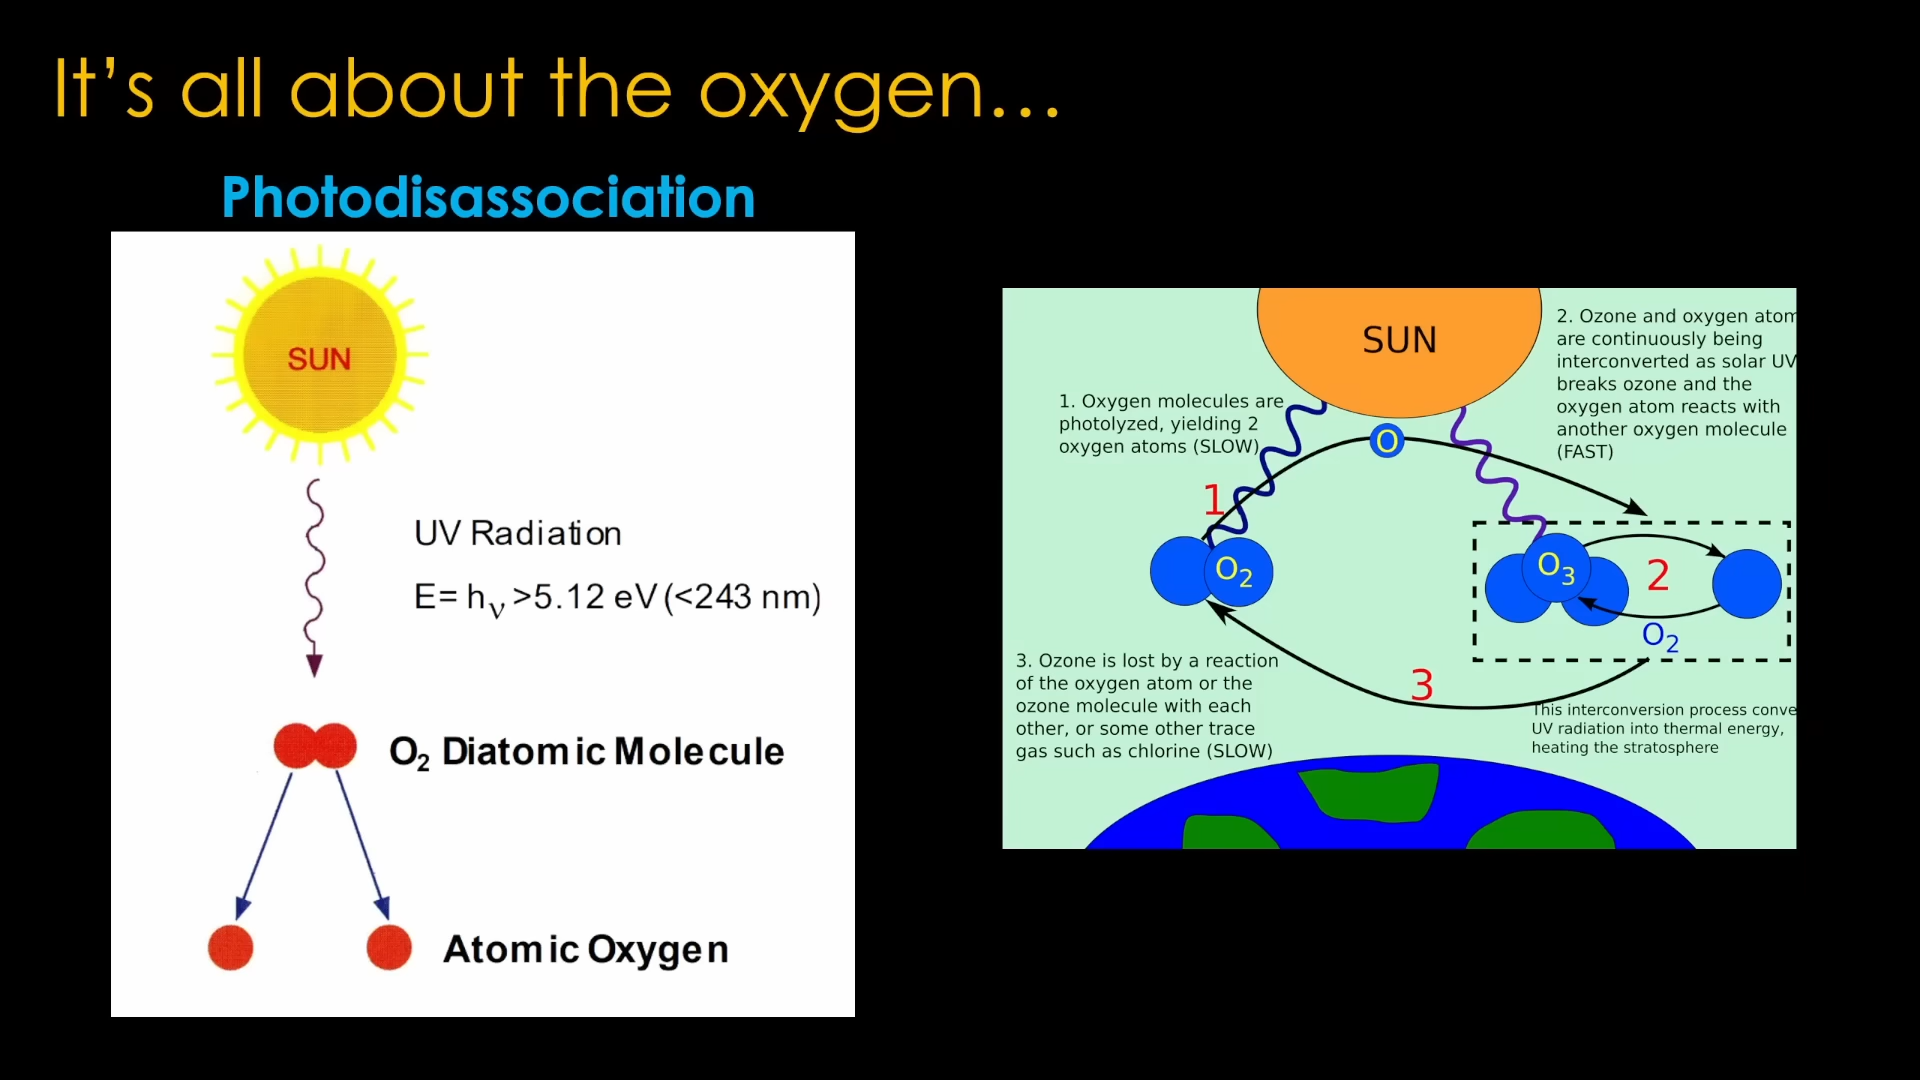 It’s all about the oxygen…
Photodisassociation
SUN
UV Radiation
E= hν >5.12 eV (<243 nm)
O₂ Diatomic Molecule
Atomic Oxygen
SUN
1. Oxygen molecules are
photolyzed, yielding 2
oxygen atoms (SLOW)
2. Ozone and oxygen atom
are continuously being
interconverted as solar UV
breaks ozone and the
oxygen atom reacts with
another oxygen molecule
(FAST)
O
1
O₂
O₃
2
O₂
3. Ozone is lost by a reaction
of the oxygen atom or the
ozone molecule with each
other, or some other trace
gas such as chlorine (SLOW)
3
This interconversion process conve
UV radiation into thermal energy,
heating the stratosphere